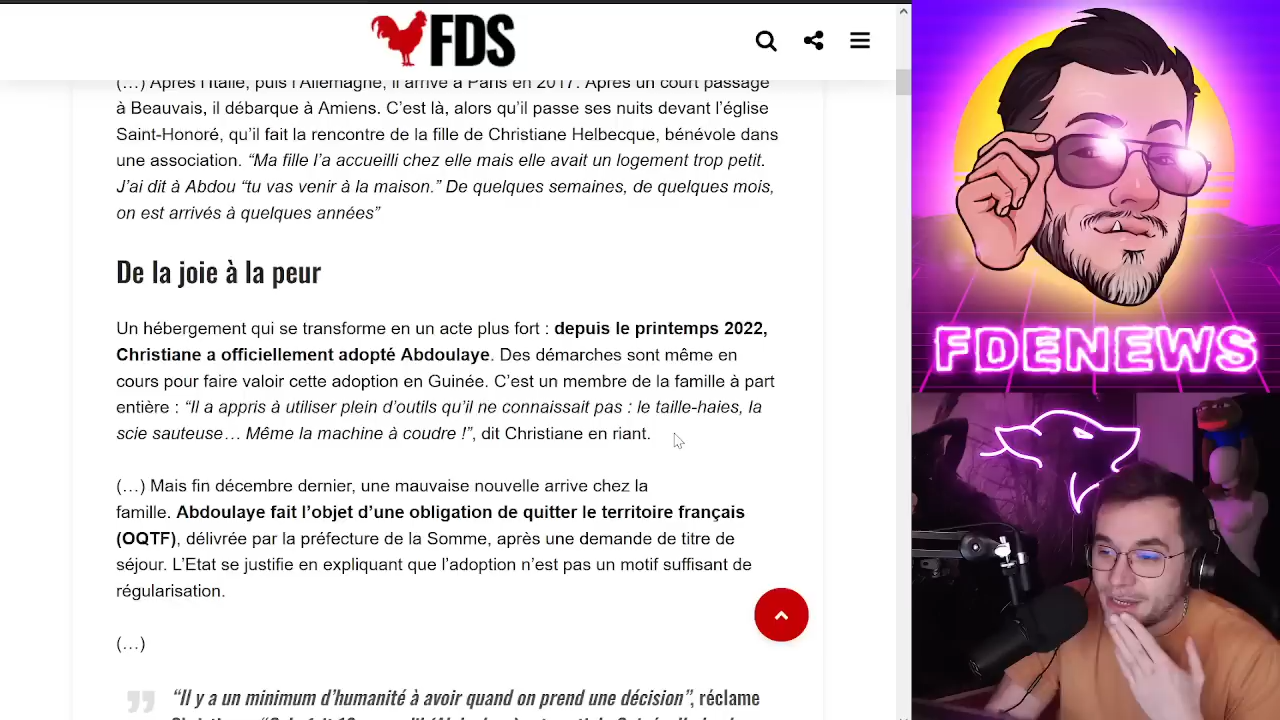 FDS
(…) Après l'Italie, puis l'Allemagne, il arrive à Paris en 2017. Après un court passage
à Beauvais, il débarque à Amiens. C'est là, alors qu'il passe ses nuits devant l'église
Saint-Honoré, qu'il fait la rencontre de la fille de Christiane Helbecque, bénévole dans
une association. “Ma fille l’a accueilli chez elle mais elle avait un logement trop petit.
J’ai dit à Abdou “tu vas venir à la maison.” De quelques semaines, de quelques mois,
on est arrivés à quelques années”
De la joie à la peur
Un hébergement qui se transforme en un acte plus fort : depuis le printemps 2022,
Christiane a officiellement adopté Abdoulaye. Des démarches sont même en
cours pour faire valoir cette adoption en Guinée. C’est un membre de la famille à part
entière : “Il a appris à utiliser plein d’outils qu’il ne connaissait pas : le taille-haies, la
scie sauteuse… Même la machine à coudre !”, dit Christiane en riant.
(…) Mais fin décembre dernier, une mauvaise nouvelle arrive chez la
famille. Abdoulaye fait l’objet d’une obligation de quitter le territoire français
(OQTF), délivrée par la préfecture de la Somme, après une demande de titre de
séjour. L’Etat se justifie en expliquant que l’adoption n’est pas un motif suffisant de
régularisation.
(…)
“Il y a un minimum d’humanité à avoir quand on prend une décision”, réclame
FDENEWS